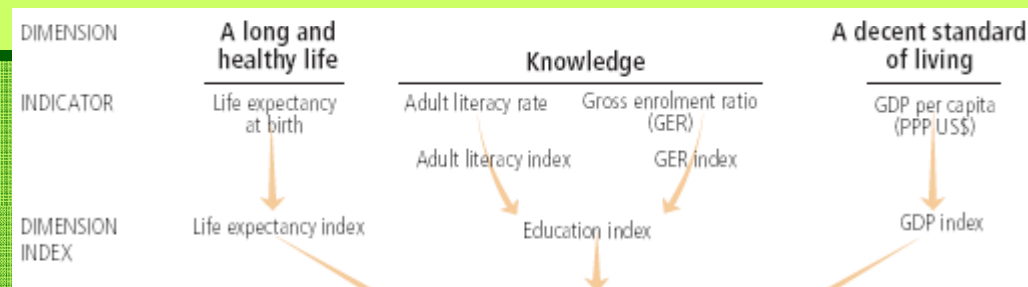 DIMENSION
A long and
healthy life
Knowledge
A decent standard
of living
INDICATOR
Life expectancy
at birth
Adult literacy rate
Gross enrolment ratio
(GER)
GDP per capita
(PPP US$)
Adult literacy index
GER index
DIMENSION
INDEX
Life expectancy index
Education index
GDP index